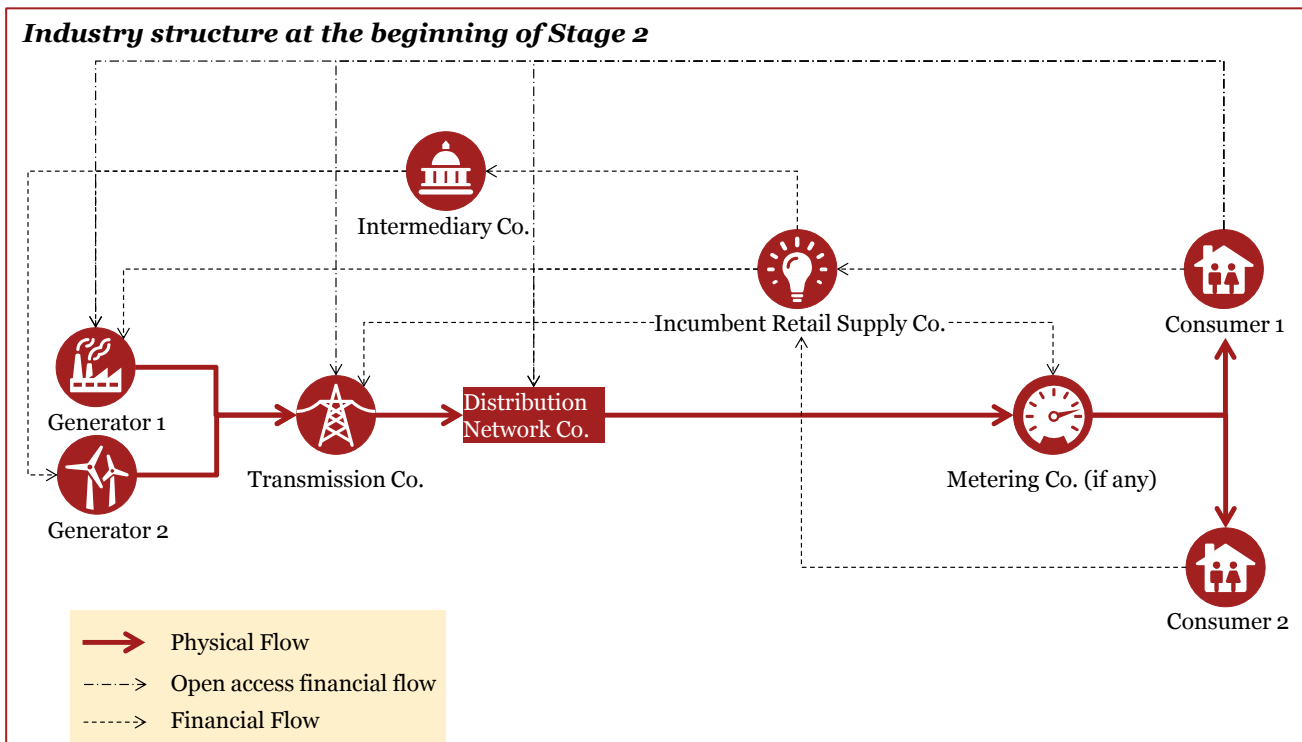 Industry structure at the beginning of Stage 2
Intermediary Co.
Incumbent Retail Supply Co.
Consumer 1
Generator 1
Distribution
Network Co.
Transmission Co.
Metering Co. (if any)
Generator 2
Consumer 2
Physical Flow
Open access financial flow
Financial Flow